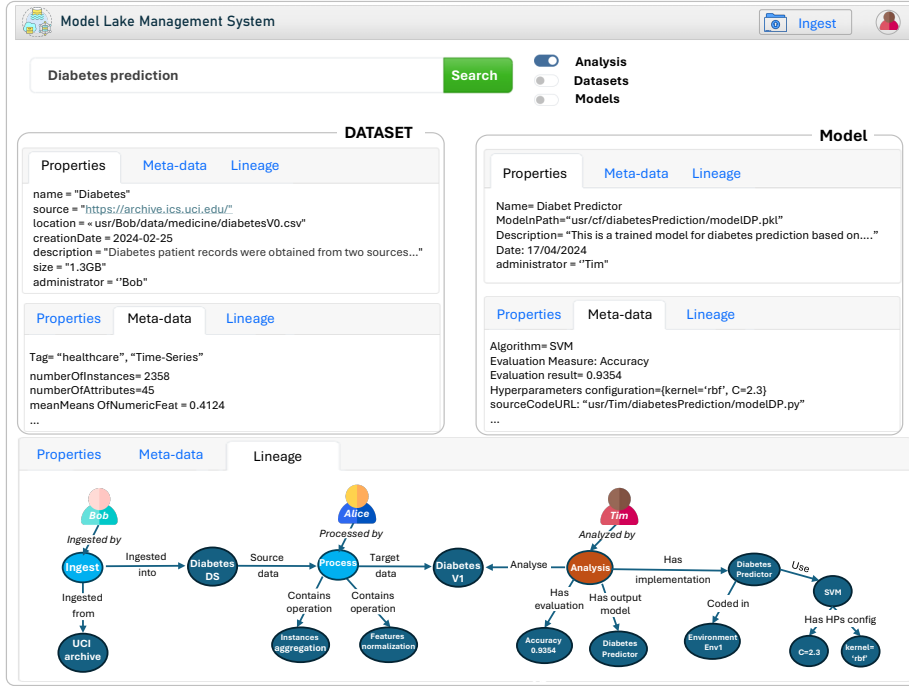 Model Lake Management System
Ingest
Diabetes prediction
Search
Analysis
Datasets
Models
DATASET
Properties
Meta-data
Lineage
name = "Diabetes"
source = "https://archive.ics.uci.edu/"
location = « usr/Bob/data/medicine/diabetesV0.csv"
creationDate = 2024-02-25
description = "Diabetes patient records were obtained from two sources..."
size = "1.3GB"
administrator = ‘'Bob"
Properties
Meta-data
Lineage
Tag= “healthcare”, “Time-Series”
numberOfInstances= 2358
numberOfAttributes=45
meanMeans OfNumericFeat = 0.4124
...
Model
Properties
Meta-data
Lineage
Name= Diabet Predictor
ModelnPath=“usr/cf/diabetesPrediction/modelDP.pkl”
Description= “This is a trained model for diabetes prediction based on....”
Date: 17/04/2024
administrator = ‘'Tim"
Properties
Meta-data
Lineage
Algorithm= SVM
Evaluation Measure: Accuracy
Evaluation result= 0.9354
Hyperparameters configuration={kernel=‘rbf’, C=2.3}
sourceCodeURL: “usr/Tim/diabetesPrediction/modelDP.py”
...
Properties
Meta-data
Lineage
Bob
Ingested by
Ingest
Ingested
into
Ingested
from
UCI
archive
Diabetes
DS
Source
data
Alice
Processed by
Process
Target
data
Contains
operation
Contains
operation
Instances
aggregation
Features
normalization
Diabetes
V1
Analyse
Tim
Analyzed by
Analysis
Has
evaluation
Has output
model
Accuracy
0.9354
Diabetes
Predictor
Has
implementation
Diabetes
Predictor
Coded in
Environment
Env1
Use
SVM
Has HPs config
C=2.3
kernel=
‘rbf’